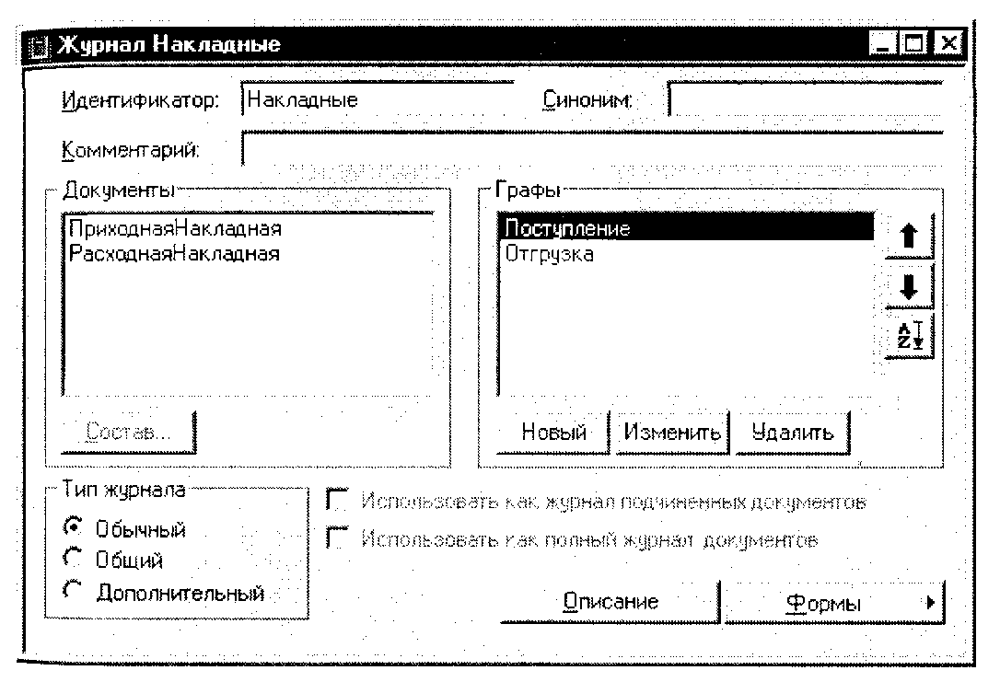 Журнал Накладные
Идентификатор: Накладные Синоним:
Комментарий:
Документы
ПриходнаяНакладная
РасходнаяНакладная
Состав...
Графы
Поступление
Отгрузка
A
Z
Новый Изменить Удалить
Тип журнала
Обычный
Общий
Дополнительный
Использовать как журнал подчиненных документов
Использовать как полный журнал документов
Описание Формы